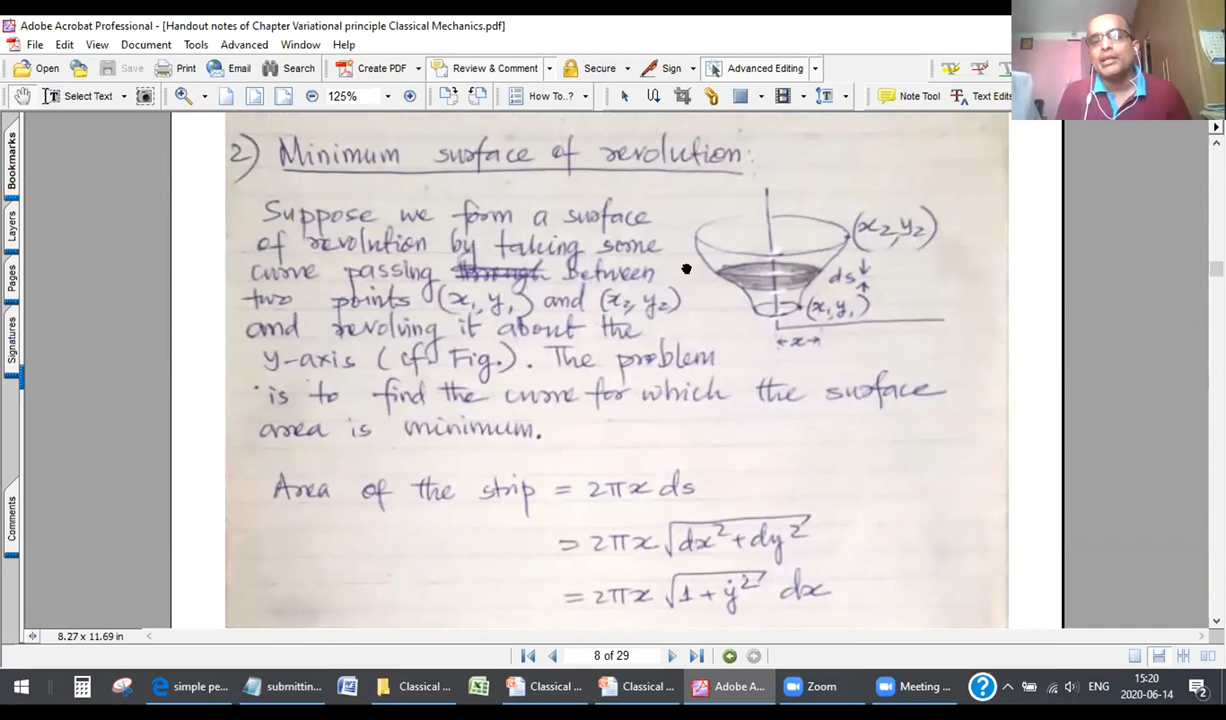 Adobe Acrobat Professional - [Handout notes of Chapter Variational principle Classical Mechanics.pdf]
File Edit View Document Tools Advanced Window Help
Open Save Print Email Search Create PDF Review & Comment Secure Sign Advanced Editing
Select Text 125% How To..? Note Tool Text Edits
Bookmarks
Layers
Signatures
Comments
2) Minimum surface of revolution:
Suppose we form a surface
of revolution by taking some
curve passing through between
two points (x₁, y₁) and (x₂, y₂)
and revolving it about the
y-axis (cf Fig.). The problem
is to find the curve for which the surface
area is minimum.
(x₂, y₂)
ds
(x₁, y₁)
x
Area of the strip = 2πx ds
= 2πx √dx² + dy²
= 2πx √1 + ẏ² dx
8.27 x 11.69 in
8 of 29
simple pe... submittin... Classical ... Classical ... Classical ... Adobe A... Zoom Meeting ... ENG 15:20
2020-06-14 2